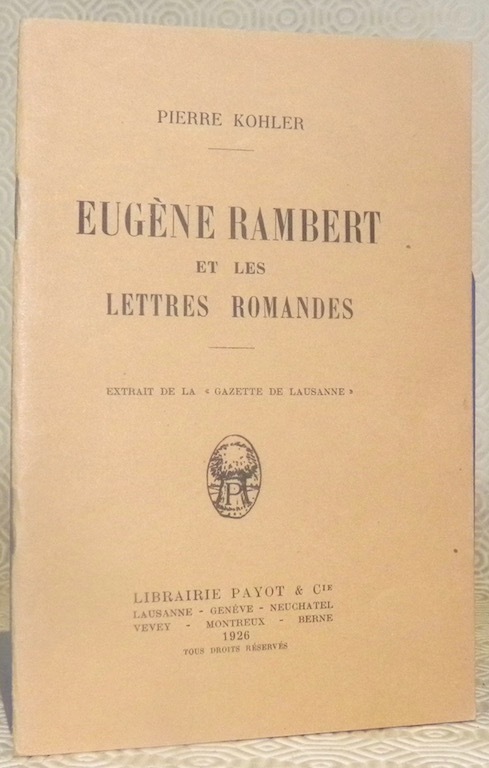 PIERRE KOHLER
EUGÈNE RAMBERT
ET LES
LETTRES ROMANDES
EXTRAIT DE LA « GAZETTE DE LAUSANNE »
P
LIBRAIRIE PAYOT & CIE
LAUSANNE - GENÈVE - NEUCHATEL
VEVEY - MONTREUX - BERNE
1926
TOUS DROITS RÉSERVÉS